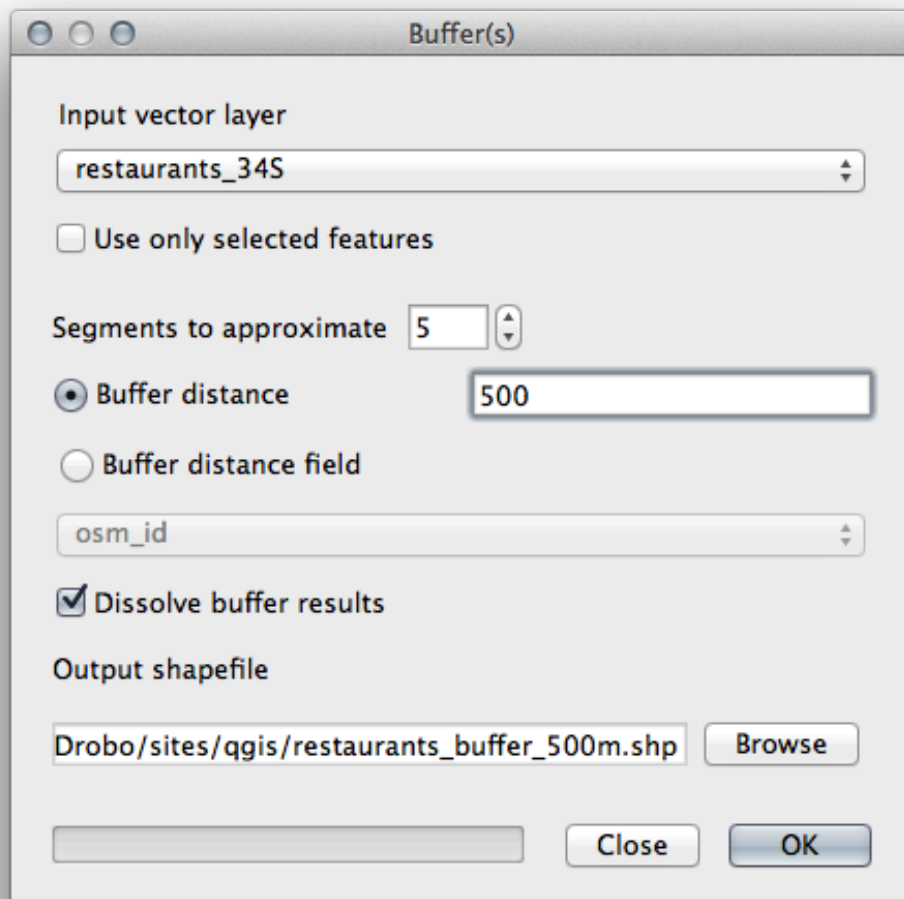 Buffer(s)
Input vector layer
restaurants_34S
Use only selected features
Segments to approximate 5
Buffer distance 500
Buffer distance field
osm_id
Dissolve buffer results
Output shapefile
Drobo/sites/qgis/restaurants_buffer_500m.shp Browse
Close OK